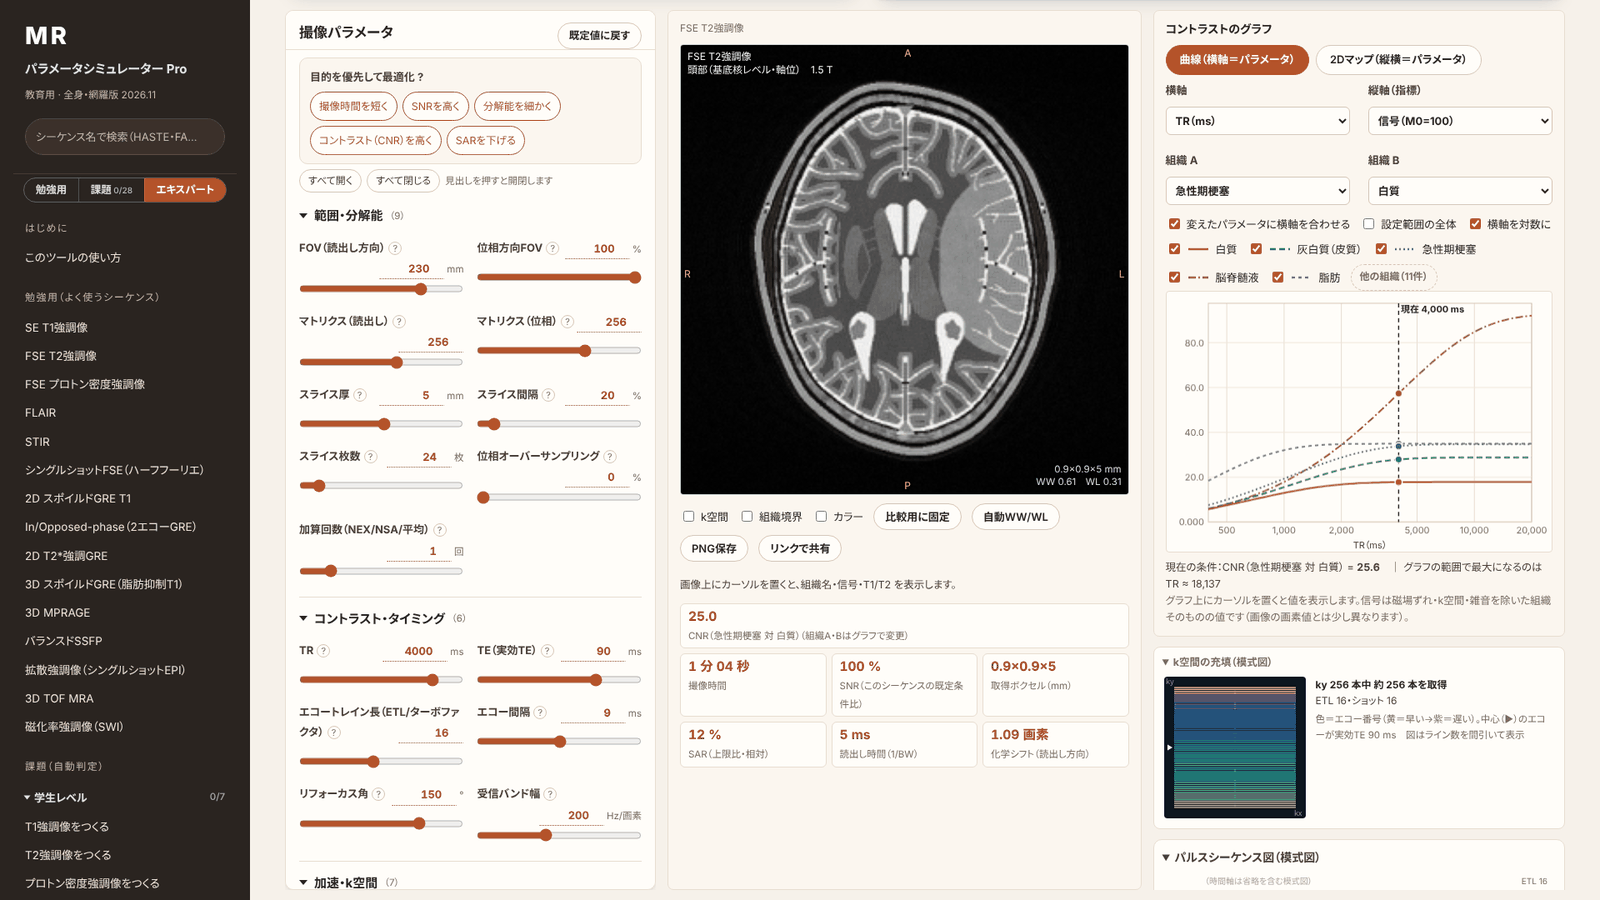 MR
パラメータシミュレーター Pro
教育用・全身・網羅版 2026.11
シーケンス名で検索（HASTE・FA...
勉強用
課題 0/28
エキスパート
はじめに
このツールの使い方
勉強用（よく使うシーケンス）
SE T1強調像
FSE T2強調像
FSE プロトン密度強調像
FLAIR
STIR
シングルショットFSE（ハーフフーリエ）
2D スポイルドGRE T1
In/Opposed-phase（2エコーGRE）
2D T2*強調GRE
3D スポイルドGRE（脂肪抑制T1）
3D MPRAGE
バランスドSSFP
拡散強調像（シングルショットEPI）
3D TOF MRA
磁化率強調像（SWI）
課題（自動判定）
▼ 学生レベル 0/7
T1強調像をつくる
T2強調像をつくる
プロトン密度強調像をつくる
撮像パラメータ
既定値に戻す
目的を優先して最適化 ?
撮像時間を短く
SNRを高く
分解能を細かく
コントラスト（CNR）を高く
SARを下げる
すべて開く
すべて閉じる
見出しを押すと開閉します
▼ 範囲・分解能 (9)
FOV（読出し方向） ?
230 mm
位相方向FOV ? 100 %
マトリクス（読出し） ?
256
マトリクス（位相） ? 256
スライス厚 ? 5 mm
スライス間隔 ? 20 %
スライス枚数 ? 24 枚
位相オーバーサンプリング ?
0 %
加算回数（NEX/NSA/平均） ?
1 回
▼ コントラスト・タイミング (6)
TR ? 4000 ms
TE（実効TE） ? 90 ms
エコートレイン長（ETL/ターボファ
クタ） ? 16
エコー間隔 ? 9 ms
リフォーカス角 ? 150 °
受信バンド幅 ?
200 Hz/画素
▼ 加速・k空間 (7)
FSE T2強調像
FSE T2強調像
頭部（基底核レベル・軸位） 1.5 T
A
R
L
P
0.9×0.9×5 mm
WW 0.61 WL 0.31
k空間
組織境界
カラー
比較用に固定
自動WW/WL
PNG保存
リンクで共有
画像上にカーソルを置くと、組織名・信号・T1/T2 を表示します。
25.0
CNR（急性期梗塞 対 白質）（組織A・Bはグラフで変更）
1 分 04 秒
撮像時間
100 %
SNR（このシーケンスの既定条
件比）
0.9×0.9×5
取得ボクセル（mm）
12 %
SAR（上限比・相対）
5 ms
読出し時間（1/BW）
1.09 画素
化学シフト（読出し方向）
コントラストのグラフ
曲線（横軸＝パラメータ）
2Dマップ（縦横＝パラメータ）
横軸
縦軸（指標）
TR（ms）
信号（M0=100）
組織 A
組織 B
急性期梗塞
白質
変えたパラメータに横軸を合わせる
設定範囲の全体
横軸を対数に
白質
灰白質（皮質）
急性期梗塞
脳脊髄液
脂肪
他の組織（11件）
現在 4,000 ms
80.0
60.0
40.0
20.0
0.000
500 1,000 2,000 5,000 10,000 20,000
TR（ms）
現在の条件：CNR（急性期梗塞 対 白質） = 25.6 ｜ グラフの範囲で最大になるのは
TR ≈ 18,137
グラフ上にカーソルを置くと値を表示します。信号は磁場ずれ・k空間・雑音を除いた組織
そのものの値です（画像の画素値とは少し異なります）。
▼ k空間の充填（模式図）
ky
kx
ky 256 本中 約 256 本を取得
ETL 16・ショット 16
色＝エコー番号（黄＝早い→紫＝遅い）。中心（▶）のエコ
ーが実効TE 90 ms 図はライン数を間引いて表示
▼ パルスシーケンス図（模式図）
（時間軸は省略を含む模式図）
ETL 16